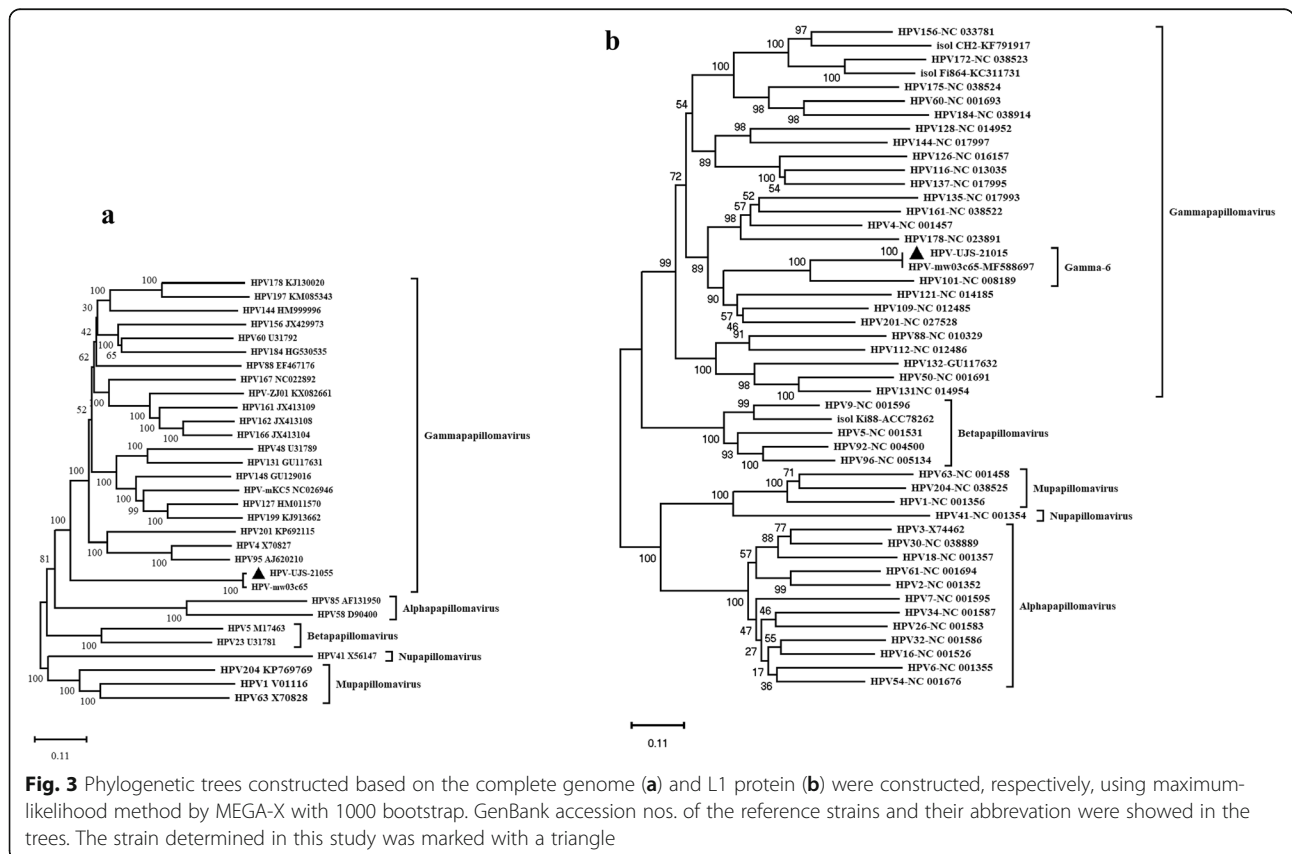 a
100
HPV178 KJ130020
HPV197 KM085343
100
30
HPV144 HM999996
42
HPV156 JX429973
HPV60 U31792
100
65
HPV184 HG530535
62
HPV88 EF467176
HPV167 NC022892
52
100
HPV-ZJ01 KX082661
HPV161 JX413109
100
HPV162 JX413108
100
100
HPV166 JX413104
HPV48 U31789
100
HPV131 GU117631
100
HPV148 GU129016
100
HPV-mKC5 NC026946
99
HPV127 HM011570
100
HPV199 KJ913662
100
HPV201 KP692115
100
HPV4 X70827
100
HPV95 AJ620210
81
100
HPV-UJS-21055
HPV-mw03c65
Gammapapillomavirus
HPV85 AF131950
100
HPV58 D90400
Alphapapillomavirus
HPV5 M17463
100
HPV23 U31781
Betapapillomavirus
HPV41 X56147
Nupapillomavirus
100
HPV204 KP769769
100
HPV1 V01116
100
HPV63 X70828
Mupapillomavirus
0.11
b
97
HPV156-NC 033781
100
isol CH2-KF791917
HPV172-NC 038523
100
100
isol Fi864-KC311731
HPV175-NC 038524
HPV60-NC 001693
98
98
HPV184-NC 038914
54
98
HPV128-NC 014952
HPV144-NC 017997
89
HPV126-NC 016157
HPV116-NC 013035
100
54
HPV137-NC 017995
72
52
HPV135-NC 017993
57
HPV161-NC 038522
98
HPV4-NC 001457
HPV178-NC 023891
99
89
100
HPV-UJS-21015
100
HPV-mw03c65-MF588697
HPV101-NC 008189
Gamma-6
90
HPV121-NC 014185
57
HPV109-NC 012485
46
HPV201-NC 027528
91
HPV88-NC 010329
HPV112-NC 012486
100
HPV132-GU117632
98
HPV50-NC 001691
100
HPV131NC 014954
Gammapapillomavirus
99
HPV9-NC 001596
isol Ki88-ACC78262
100
HPV5-NC 001531
93
HPV92-NC 004500
100
HPV96-NC 005134
Betapapillomavirus
71
HPV63-NC 001458
100
HPV204-NC 038525
100
HPV1-NC 001356
Mupapillomavirus
HPV41-NC 001354
Nupapillomavirus
100
77
HPV3-X74462
88
HPV30-NC 038889
57
HPV18-NC 001357
HPV61-NC 001694
99
HPV2-NC 001352
100
HPV7-NC 001595
46
HPV34-NC 001587
47
HPV26-NC 001583
55
HPV32-NC 001586
27
HPV16-NC 001526
17
HPV6-NC 001355
36
HPV54-NC 001676
Alphapapillomavirus
0.11
Fig. 3 Phylogenetic trees constructed based on the complete genome (a) and L1 protein (b) were constructed, respectively, using maximum-
likelihood method by MEGA-X with 1000 bootstrap. GenBank accession nos. of the reference strains and their abbrevation were showed in the
trees. The strain determined in this study was marked with a triangle